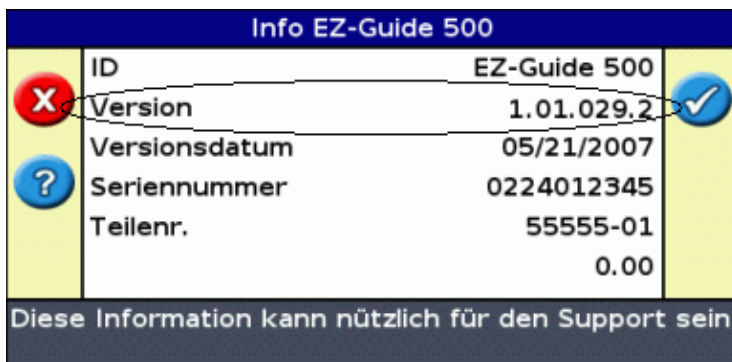 Info EZ-Guide 500
ID EZ-Guide 500
Version 1.01.029.2
Versionsdatum 05/21/2007
Seriennummer 0224012345
Teilenr. 55555-01
0.00
Diese Information kann nützlich für den Support sein